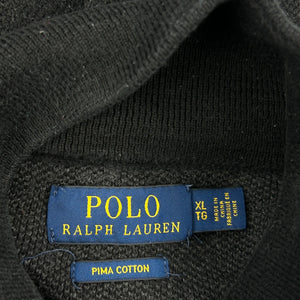 POLO
RALPH LAUREN
XL
TG
MADE IN
CHINA
FABRIQUÉ EN
CHINE
PIMA COTTON